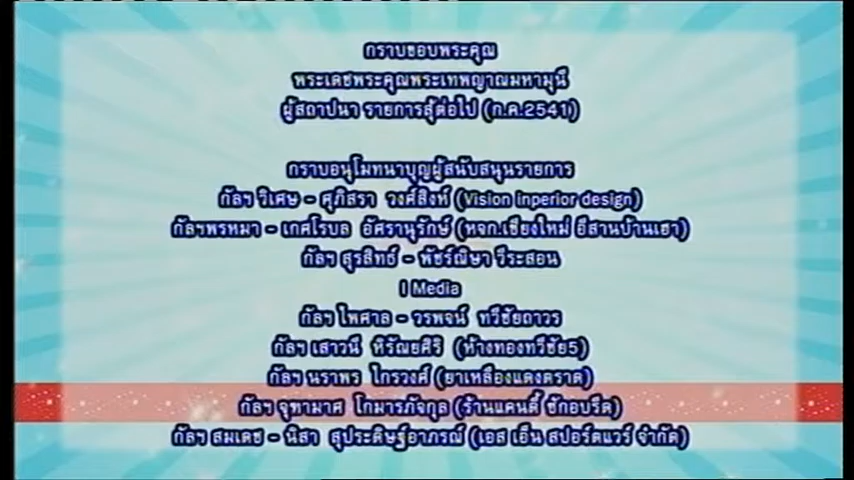 กราบขอบพระคุณ
พระเดชพระคุณพระเทพญาณมหามุนี
ผู้สถาปนา รายการสู้ต่อไป (ก.ค.2541)
กราบอนุโมทนาบุญผู้สนับสนุนรายการ
กัลฯ วิเศษ - ศุภิสรา วงศ์สิงห์ (Vision inperior design)
กัลฯพรหมา - เกศโรบล อัศรานุรักษ์ (หจก.เชียงใหม่ อีสานบ้านเฮา)
กัลฯ สุรสิทธิ์ - พัชร์ณิษา วีระสอน
I Media
กัลฯ ไพศาล - วรพจน์ ทวีชัยถาวร
กัลฯ เสาวนี หิรัณยศิริ (ห้างทองทวีชัย5)
กัลฯ นราพร ไกรวงศ์ (ยาเหลืองแดงตราด)
กัลฯ จุฑามาศ โกมารภัจกุล (ร้านแคนดี้ ซักอบรีด)
กัลฯ สมเดช - นิสา สุประดิษฐ์อาภรณ์ (เอส เอ็น สปอร์ตแวร์ จำกัด)